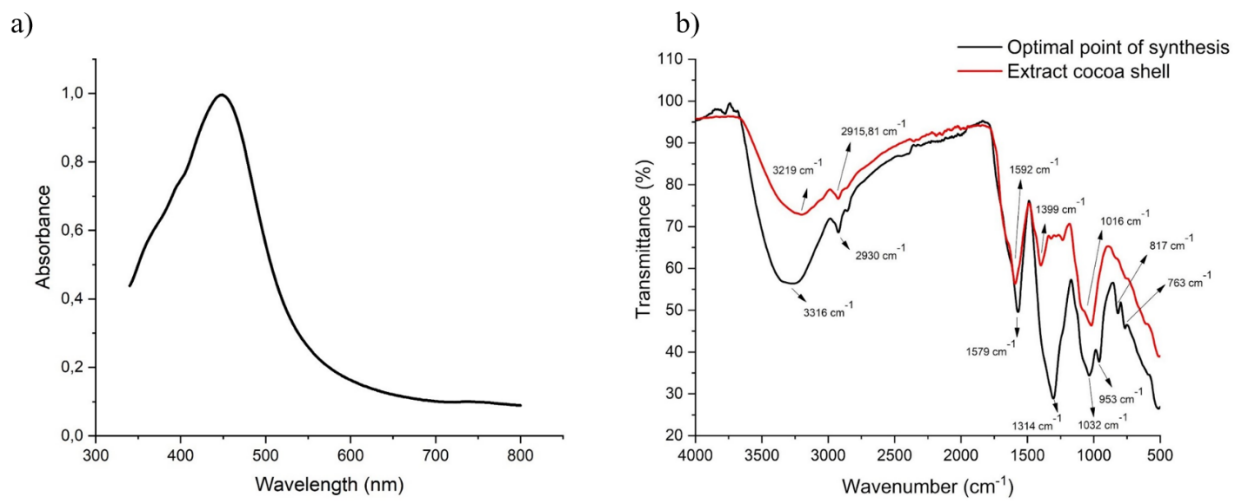 a)
1,0
0,8
0,6
0,4
0,2
0,0
Absorbance
300 400 500 600 700 800
Wavelength (nm)
b)
Optimal point of synthesis
Extract cocoa shell
110
100
90
80
70
60
50
40
30
20
Transmittance (%)
3219 cm⁻¹
2915,81 cm⁻¹
1592 cm⁻¹
1399 cm⁻¹
1016 cm⁻¹
817 cm⁻¹
763 cm⁻¹
2930 cm⁻¹
3316 cm⁻¹
1579 cm⁻¹
953 cm⁻¹
1314 cm⁻¹
1032 cm⁻¹
4000 3500 3000 2500 2000 1500 1000 500
Wavenumber (cm⁻¹)